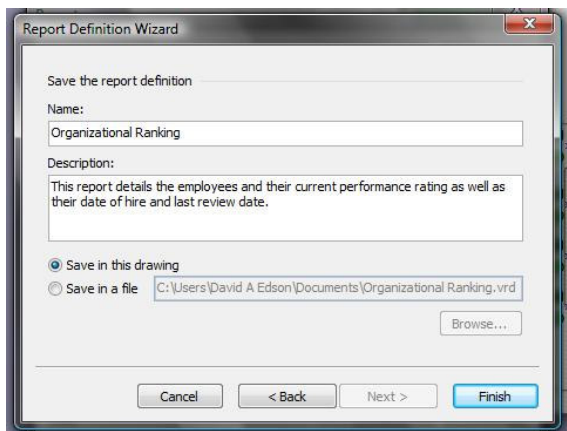 Report Definition Wizard
Save the report definition
Name:
Organizational Ranking
Description:
This report details the employees and their current performance rating as well as
their date of hire and last review date.
Save in this drawing
Save in a file C:\Users\David A Edson\Documents\Organizational Ranking.vrd
Browse...
Cancel < Back Next > Finish